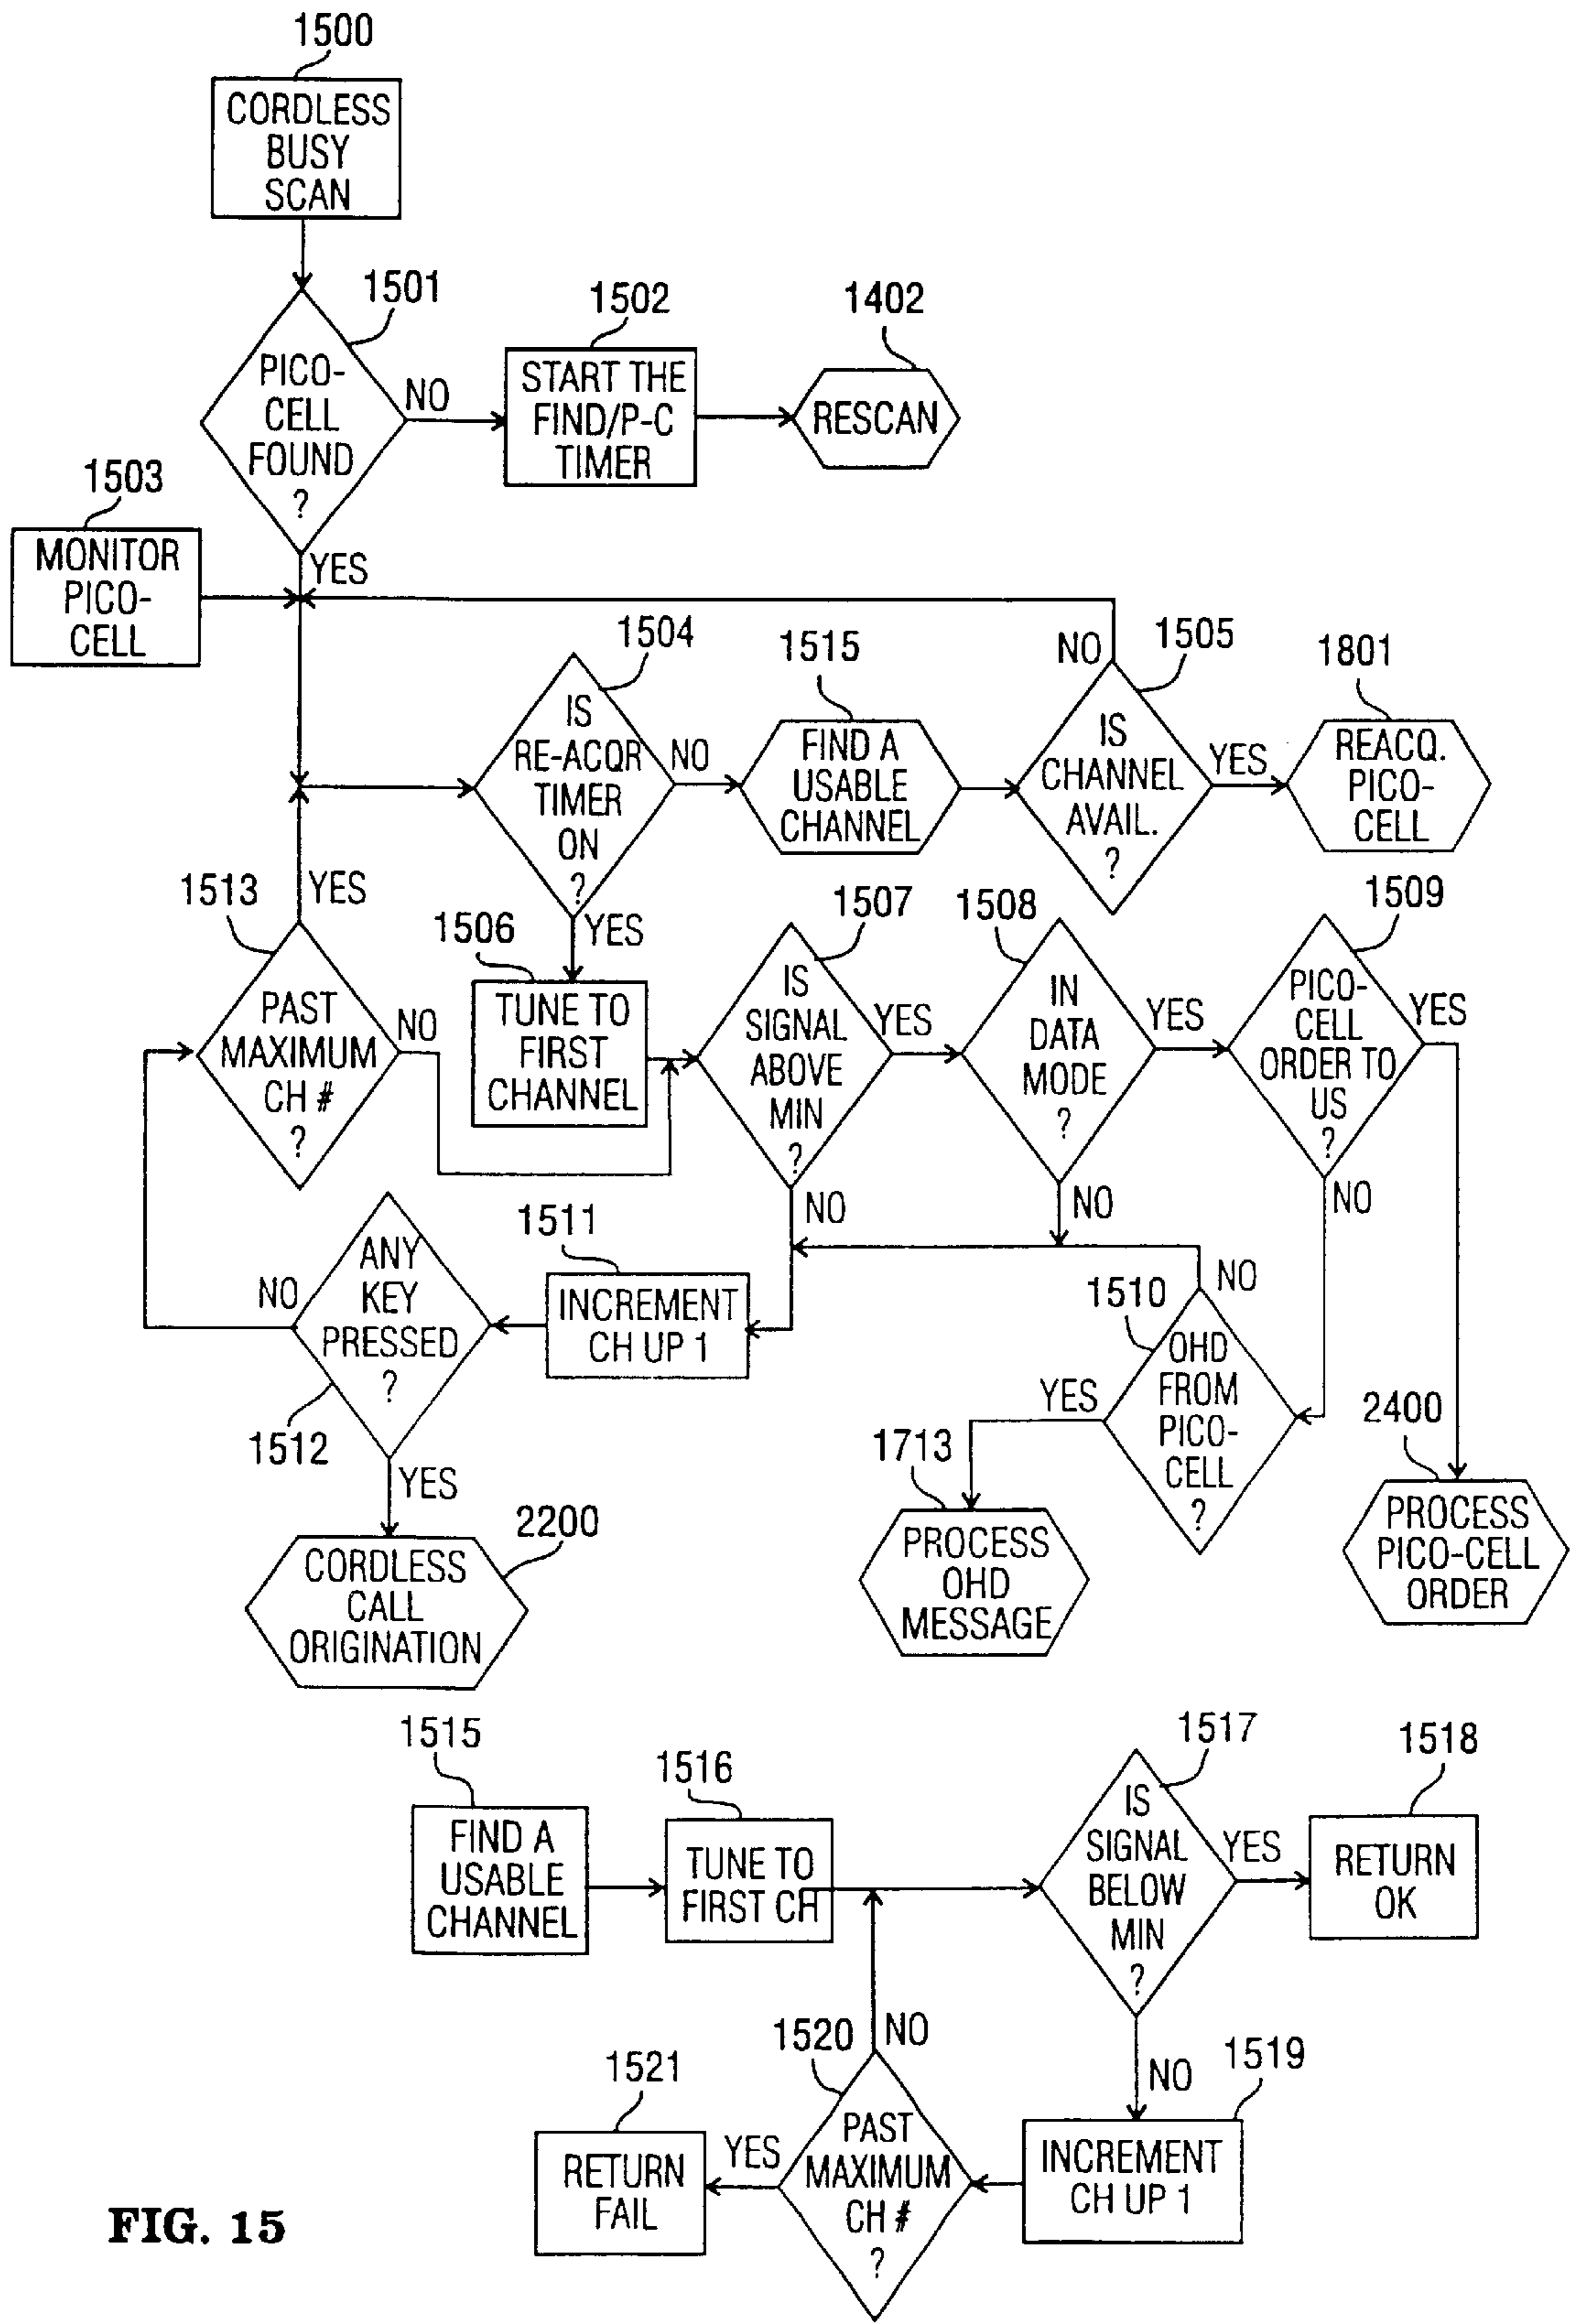 1500
CORDLESS
BUSY
SCAN
1501
PICO-
CELL
FOUND
?
NO
YES
1502
START THE
FIND/P-C
TIMER
1402
RESCAN
1503
MONITOR
PICO-
CELL
1504
IS
RE-ACQR
TIMER
ON
?
NO
YES
1515
FIND A
USABLE
CHANNEL
1505
NO
IS
CHANNEL
AVAIL.
?
YES
1801
REACQ.
PICO-
CELL
1513
YES
PAST
MAXIMUM
CH #
?
NO
1506
TUNE TO
FIRST
CHANNEL
1507
IS
SIGNAL
ABOVE
MIN
?
YES
NO
1508
IN
DATA
MODE
?
YES
NO
1509
PICO-
CELL
ORDER TO
US
?
YES
NO
1511
INCREMENT
CH UP 1
ANY
KEY
PRESSED
?
NO
1512
YES
2200
CORDLESS
CALL
ORIGINATION
1510
NO
OHD
FROM
PICO-
CELL
?
YES
1713
PROCESS
OHD
MESSAGE
2400
PROCESS
PICO-CELL
ORDER
1515
FIND A
USABLE
CHANNEL
1516
TUNE TO
FIRST CH
1517
IS
SIGNAL
BELOW
MIN
?
YES
NO
1518
RETURN
OK
1519
INCREMENT
CH UP 1
1520
NO
PAST
MAXIMUM
CH #
?
YES
1521
RETURN
FAIL
FIG. 15